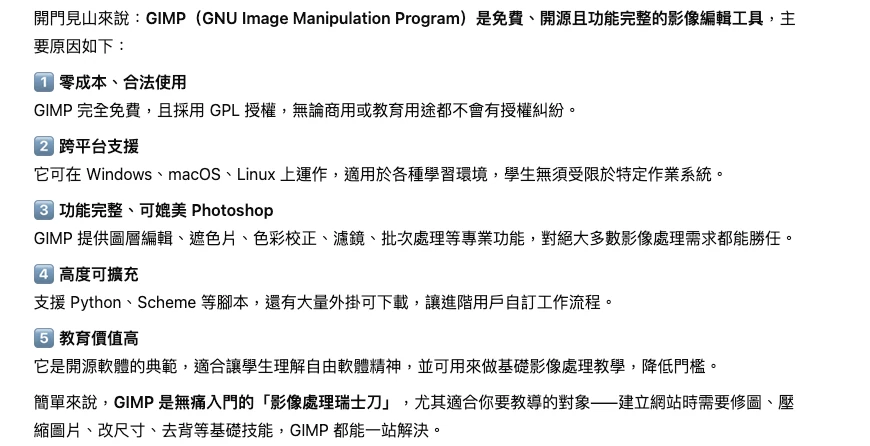 開門見山來說：GIMP（GNU Image Manipulation Program）是免費、開源且功能完整的影像編輯工具，主
要原因如下：
1 零成本、合法使用
GIMP 完全免費，且採用 GPL 授權，無論商用或教育用途都不會有授權糾紛。
2 跨平台支援
它可在 Windows、macOS、Linux 上運作，適用於各種學習環境，學生無須受限於特定作業系統。
3 功能完整、可媲美 Photoshop
GIMP 提供圖層編輯、遮色片、色彩校正、濾鏡、批次處理等專業功能，對絕大多數影像處理需求都能勝任。
4 高度可擴充
支援 Python、Scheme 等腳本，還有大量外掛可下載，讓進階用戶自訂工作流程。
5 教育價值高
它是開源軟體的典範，適合讓學生理解自由軟體精神，並可用來做基礎影像處理教學，降低門檻。
簡單來說，GIMP 是無痛入門的「影像處理瑞士刀」，尤其適合你要教導的對象——建立網站時需要修圖、壓
縮圖片、改尺寸、去背等基礎技能，GIMP 都能一站解決。